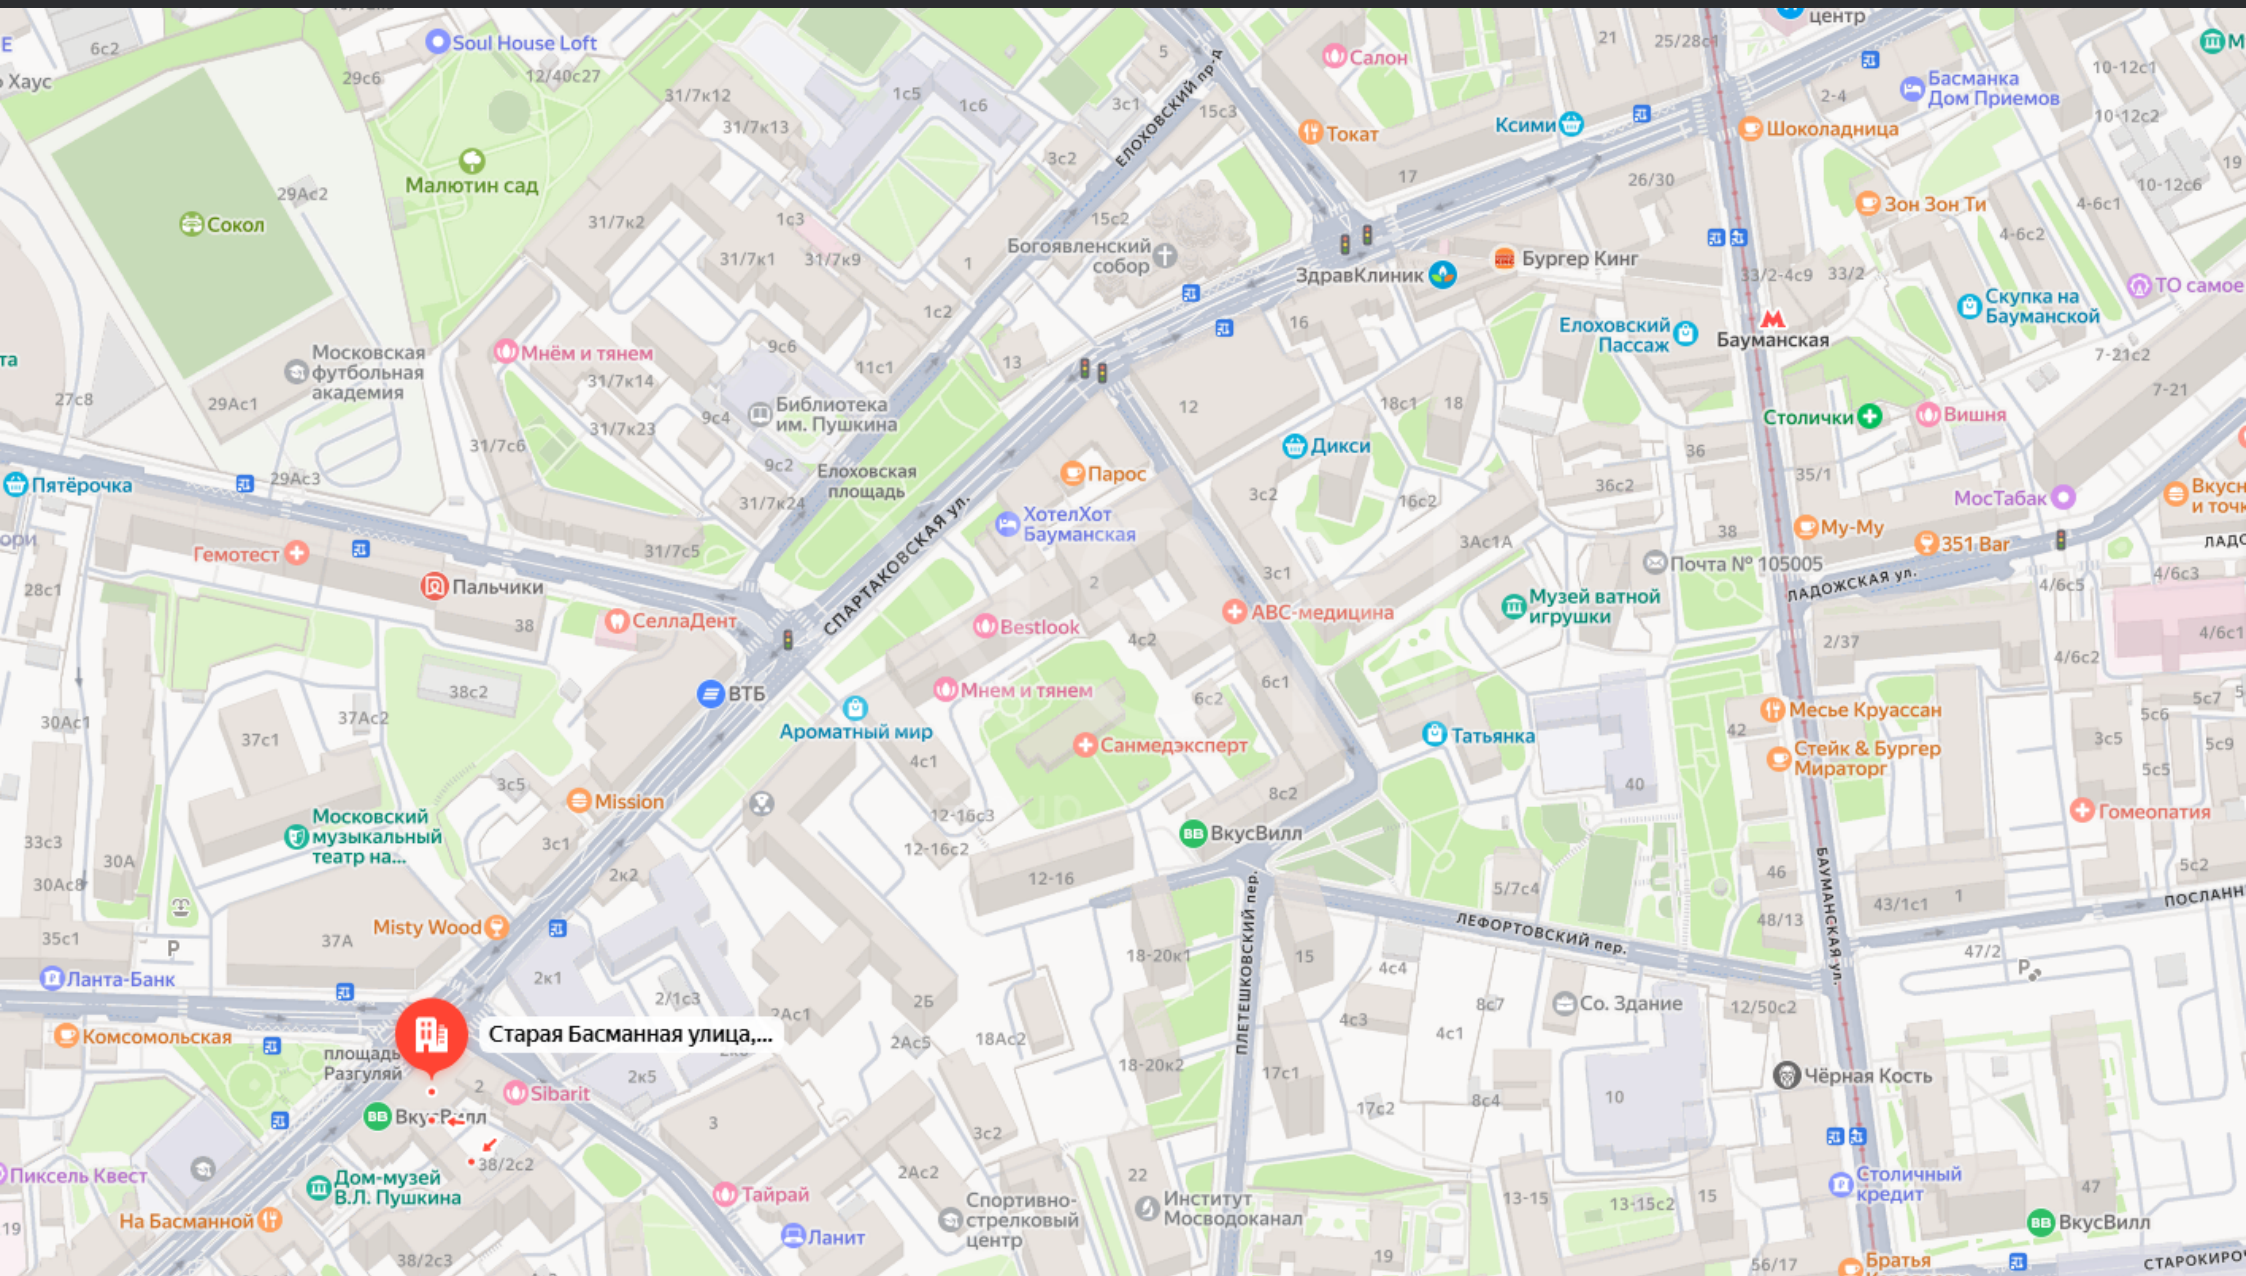 центр
6с2
Soul House Loft
29с6
12/40с27
5
Салон
21
25/28с1
10-12с1
Хаус
31/7к12
1с5
1с6
3с1
15с3
ЕЛОХОВСКИЙ пр-д
Басманка
Дом Приемов
2-4
31/7к13
Токат
Ксими
Шоколадница
10-12с2
3с2
19
Малютин сад
29Ас2
17
26/30
10-12с6
Сокол
31/7к2
1с3
15с2
Зон Зон Ти
4-6с1
4-6с2
31/7к1
31/7к9
1
Богоявленский
собор
ЗдравКлиник
Бургер Кинг
33/2-4с9
33/2
ТО самое
1с2
16
Елоховский
Пассаж
Бауманская
Скупка на
Бауманской
та
Московская
футбольная
академия
Мнём и тянем
9с6
11с1
13
7-21с2
27с8
29Ас1
31/7к14
Библиотека
им. Пушкина
9с4
12
18с1
18
7-21
31/7с6
31/7к23
Столички
Вишня
Дикси
36
Пятёрочка
29Ас3
9с2
Елоховская
площадь
Парос
35/1
31/7к24
3с2
16с2
36с2
МосТабак
Вкусн
и точк
ХотелХот
Бауманская
38
Му-Му
351 Bar
ори
Гемотест
31/7с5
СПАРТАКОВСКАЯ ул.
3Ас1А
Почта № 105005
ЛАДО
28с1
Пальчики
2
3с1
ЛАДОЖСКАЯ ул.
4/6с5
4/6с3
38
СеллаДент
Bestlook
4с2
АВС-медицина
Музей ватной
игрушки
2/37
4/6с1
4/6с2
38с2
ВТБ
Мнем и тянем
6с2
6с1
5с7
5
30Ас1
37Ас2
Ароматный мир
Месье Круассан
5с6
37с1
Санмедэксперт
Татьянка
42
Стейк & Бургер
Мираторг
3с5
5с9
3с5
4с1
40
5с5
Mission
8с2
Московский
музыкальный
театр на...
12-16с3
ВкусВилл
Гомеопатия
33с3
30А
3с1
12-16с2
5с2
30Ас8
2к2
12-16
5/7с4
46
БАУМАНСКАЯ ул.
43/1с1
1
ПОСЛАНН
Misty Wood
ПЛЕТЕШКОВСКИЙ пер.
ЛЕФОРТОВСКИЙ пер.
48/13
35с1
P
37А
18-20к1
15
47/2
P
Ланта-Банк
2к1
2/1с3
2Б
4с4
8с7
Со. Здание
12/50с2
Комсомольская
Старая Басманная улица,...
2Ас1
2Ас5
18Ас2
4с3
4с1
площадь
Разгуляй
2к5
18-20к2
17с1
Чёрная Кость
2
Sibarit
ВВ
ВкусВилл
3
17с2
8с4
10
3с2
Пиксель Квест
38/2с2
2Ас2
22
Столичный
кредит
47
Дом-музей
В.Л. Пушкина
Тайрай
Спортивно-
стрелковый
центр
Институт
Мосводоканал
13-15
13-15с2
15
19
На Басманной
Ланит
ВВ
ВкусВилл
38/2с3
19
56/17
Братья
СТАРОКИРОЧ